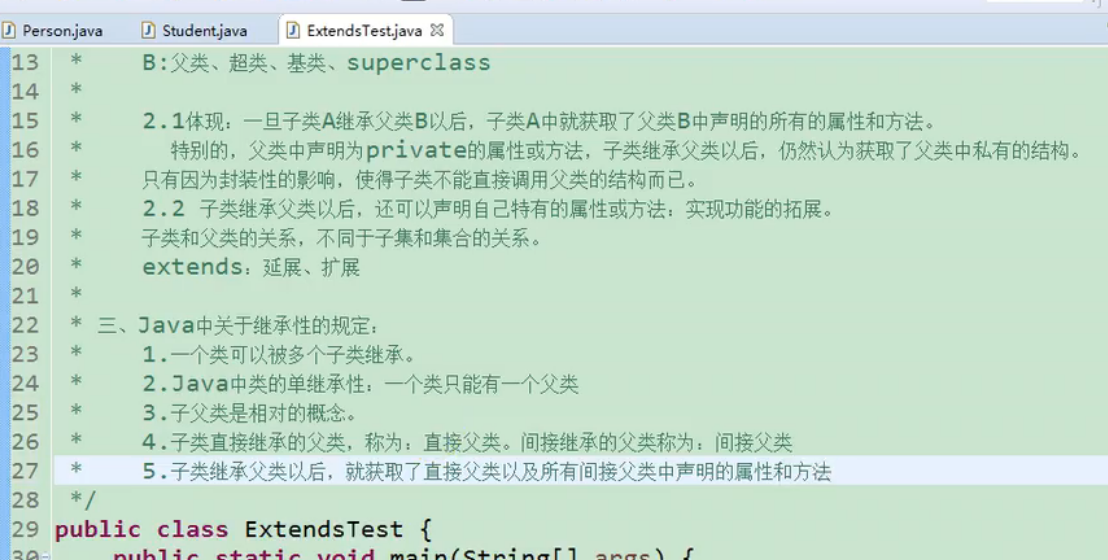 Person.java Student.java ExtendsTest.java
13 * B:父类、超类、基类、superclass
14 *
15 * 2.1体现：一旦子类A继承父类B以后，子类A中就获取了父类B中声明的所有的属性和方法。
16 * 特别的，父类中声明为private的属性或方法，子类继承父类以后，仍然认为获取了父类中私有的结构。
17 * 只有因为封装性的影响，使得子类不能直接调用父类的结构而已。
18 * 2.2 子类继承父类以后，还可以声明自己特有的属性或方法：实现功能的拓展。
19 * 子类和父类的关系，不同于子集和集合的关系。
20 * extends：延展、扩展
21 *
22 * 三、Java中关于继承性的规定：
23 * 1.一个类可以被多个子类继承。
24 * 2.Java中类的单继承性：一个类只能有一个父类
25 * 3.子父类是相对的概念。
26 * 4.子类直接继承的父类，称为：直接父类。间接继承的父类称为：间接父类
27 * 5.子类继承父类以后，就获取了直接父类以及所有间接父类中声明的属性和方法
28 */
29 public class ExtendsTest {
30 public static void main(String[] args) {